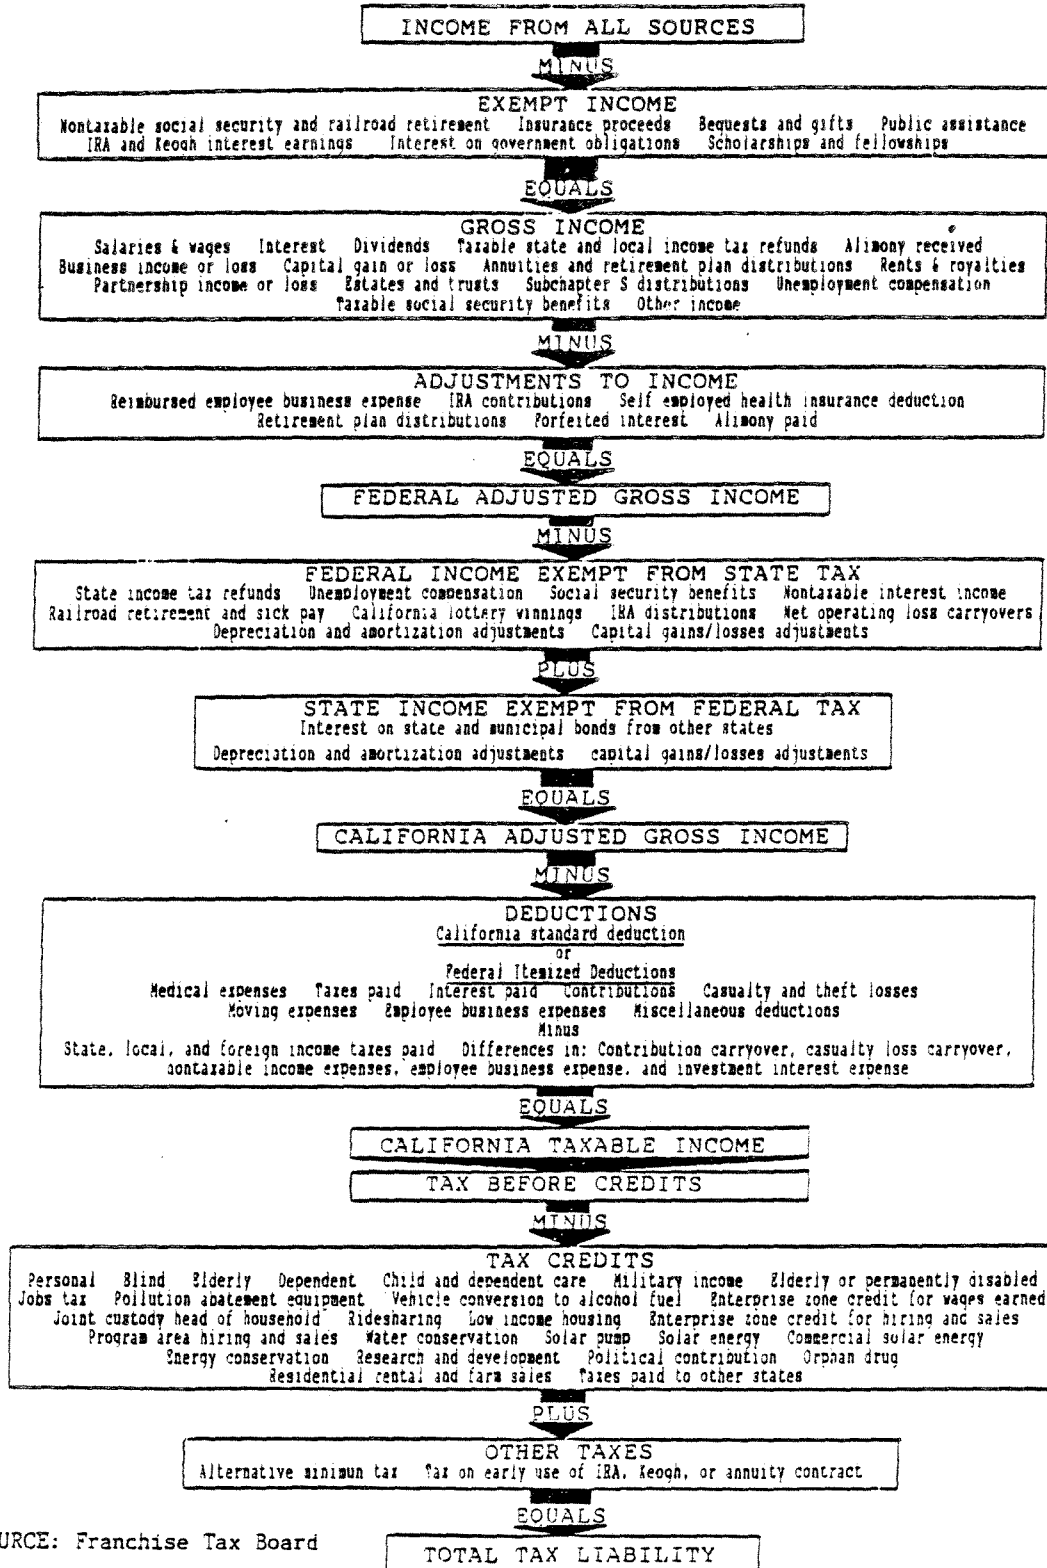 INCOME FROM ALL SOURCES
MINUS
EXEMPT INCOME
Nontaxable social security and railroad retirement Insurance proceeds Bequests and gifts Public assistance
IRA and Keogh interest earnings Interest on government obligations Scholarships and fellowships
EQUALS
GROSS INCOME
Salaries & wages Interest Dividends Taxable state and local income tax refunds Alimony received
Business income or loss Capital gain or loss Annuities and retirement plan distributions Rents & royalties
Partnership income or loss Estates and trusts Subchapter S distributions Unemployment compensation
Taxable social security benefits Other income
MINUS
ADJUSTMENTS TO INCOME
Reimbursed employee business expense IRA contributions Self employed health insurance deduction
Retirement plan distributions Forfeited interest Alimony paid
EQUALS
FEDERAL ADJUSTED GROSS INCOME
MINUS
FEDERAL INCOME EXEMPT FROM STATE TAX
State income tax refunds Unemployment compensation Social security benefits Nontaxable interest income
Railroad retirement and sick pay California lottery winnings IRA distributions Net operating loss carryovers
Depreciation and amortization adjustments Capital gains/losses adjustments
PLUS
STATE INCOME EXEMPT FROM FEDERAL TAX
Interest on state and municipal bonds from other states
Depreciation and amortization adjustments capital gains/losses adjustments
EQUALS
CALIFORNIA ADJUSTED GROSS INCOME
MINUS
DEDUCTIONS
California standard deduction
or
Federal Itemized Deductions
Medical expenses Taxes paid Interest paid Contributions Casualty and theft losses
Moving expenses Employee business expenses Miscellaneous deductions
Minus
State, local, and foreign income taxes paid Differences in: Contribution carryover, casualty loss carryover,
nontaxable income expenses, employee business expense, and investment interest expense
EQUALS
CALIFORNIA TAXABLE INCOME
TAX BEFORE CREDITS
MINUS
TAX CREDITS
Personal Blind Elderly Dependent Child and dependent care Military income Elderly or permanently disabled
Jobs tax Pollution abatement equipment Vehicle conversion to alcohol fuel Enterprise zone credit for wages earned
Joint custody head of household Ridesharing Low income housing Enterprise zone credit for hiring and sales
Program area hiring and sales Water conservation Solar pump Solar energy Commercial solar energy
Energy conservation Research and development Political contribution Orphan drug
Residential rental and farm sales Taxes paid to other states
PLUS
OTHER TAXES
Alternative minimun tax Tax on early use of IRA, Keogh, or annuity contract
EQUALS
URCE: Franchise Tax Board
TOTAL TAX LIABILITY